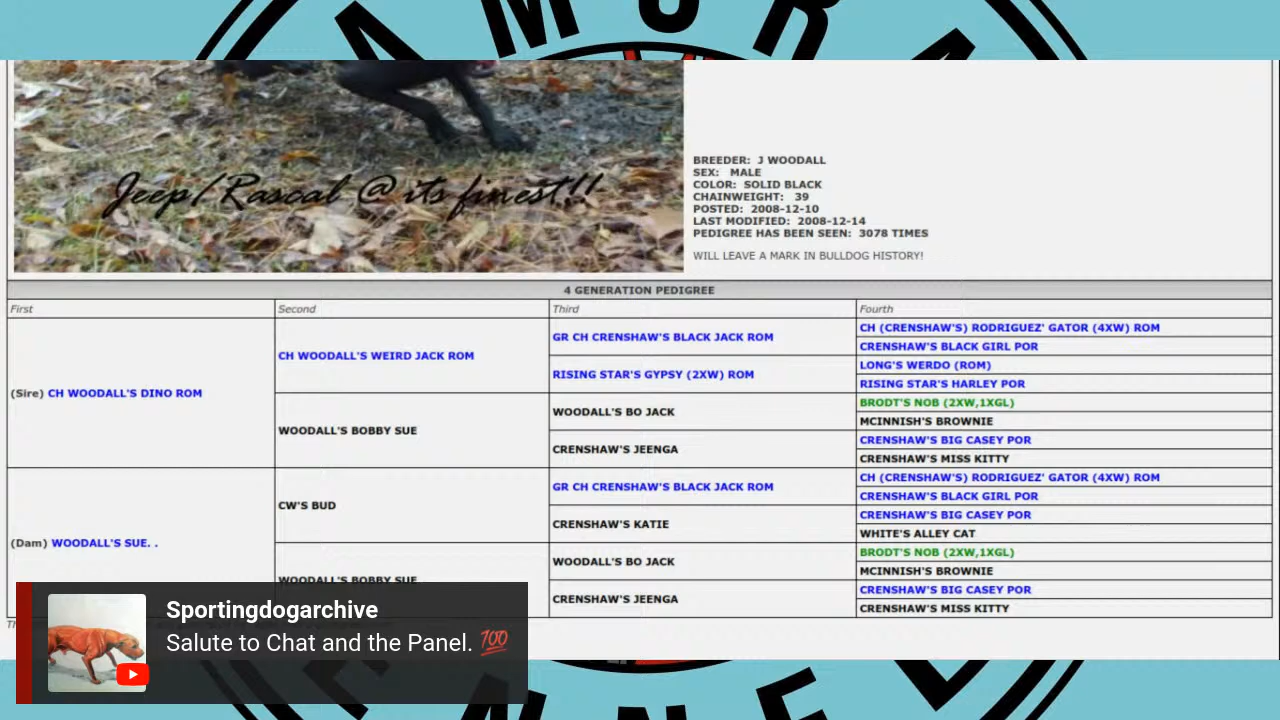 AMURA
Jeep/Rascal @ its finest!!
BREEDER: J WOODALL
SEX: MALE
COLOR: SOLID BLACK
CHAINWEIGHT: 39
POSTED: 2008-12-10
LAST MODIFIED: 2008-12-14
PEDIGREE HAS BEEN SEEN: 3078 TIMES
WILL LEAVE A MARK IN BULLDOG HISTORY!
4 GENERATION PEDIGREE
First Second Third Fourth
(Sire) CH WOODALL'S DINO ROM
CH WOODALL'S WEIRD JACK ROM
GR CH CRENSHAW'S BLACK JACK ROM
CH (CRENSHAW'S) RODRIGUEZ' GATOR (4XW) ROM
CRENSHAW'S BLACK GIRL POR
RISING STAR'S GYPSY (2XW) ROM
LONG'S WERDO (ROM)
RISING STAR'S HARLEY POR
WOODALL'S BOBBY SUE
WOODALL'S BO JACK
BRODT'S NOB (2XW,1XGL)
MCINNISH'S BROWNIE
CRENSHAW'S JEENGA
CRENSHAW'S BIG CASEY POR
CRENSHAW'S MISS KITTY
(Dam) WOODALL'S SUE. .
CW'S BUD
GR CH CRENSHAW'S BLACK JACK ROM
CH (CRENSHAW'S) RODRIGUEZ' GATOR (4XW) ROM
CRENSHAW'S BLACK GIRL POR
CRENSHAW'S KATIE
CRENSHAW'S BIG CASEY POR
WHITE'S ALLEY CAT
WOODALL'S BOBBY SUE
WOODALL'S BO JACK
BRODT'S NOB (2XW,1XGL)
MCINNISH'S BROWNIE
CRENSHAW'S JEENGA
CRENSHAW'S BIG CASEY POR
CRENSHAW'S MISS KITTY
Sportingdogarchive
Salute to Chat and the Panel. 💯